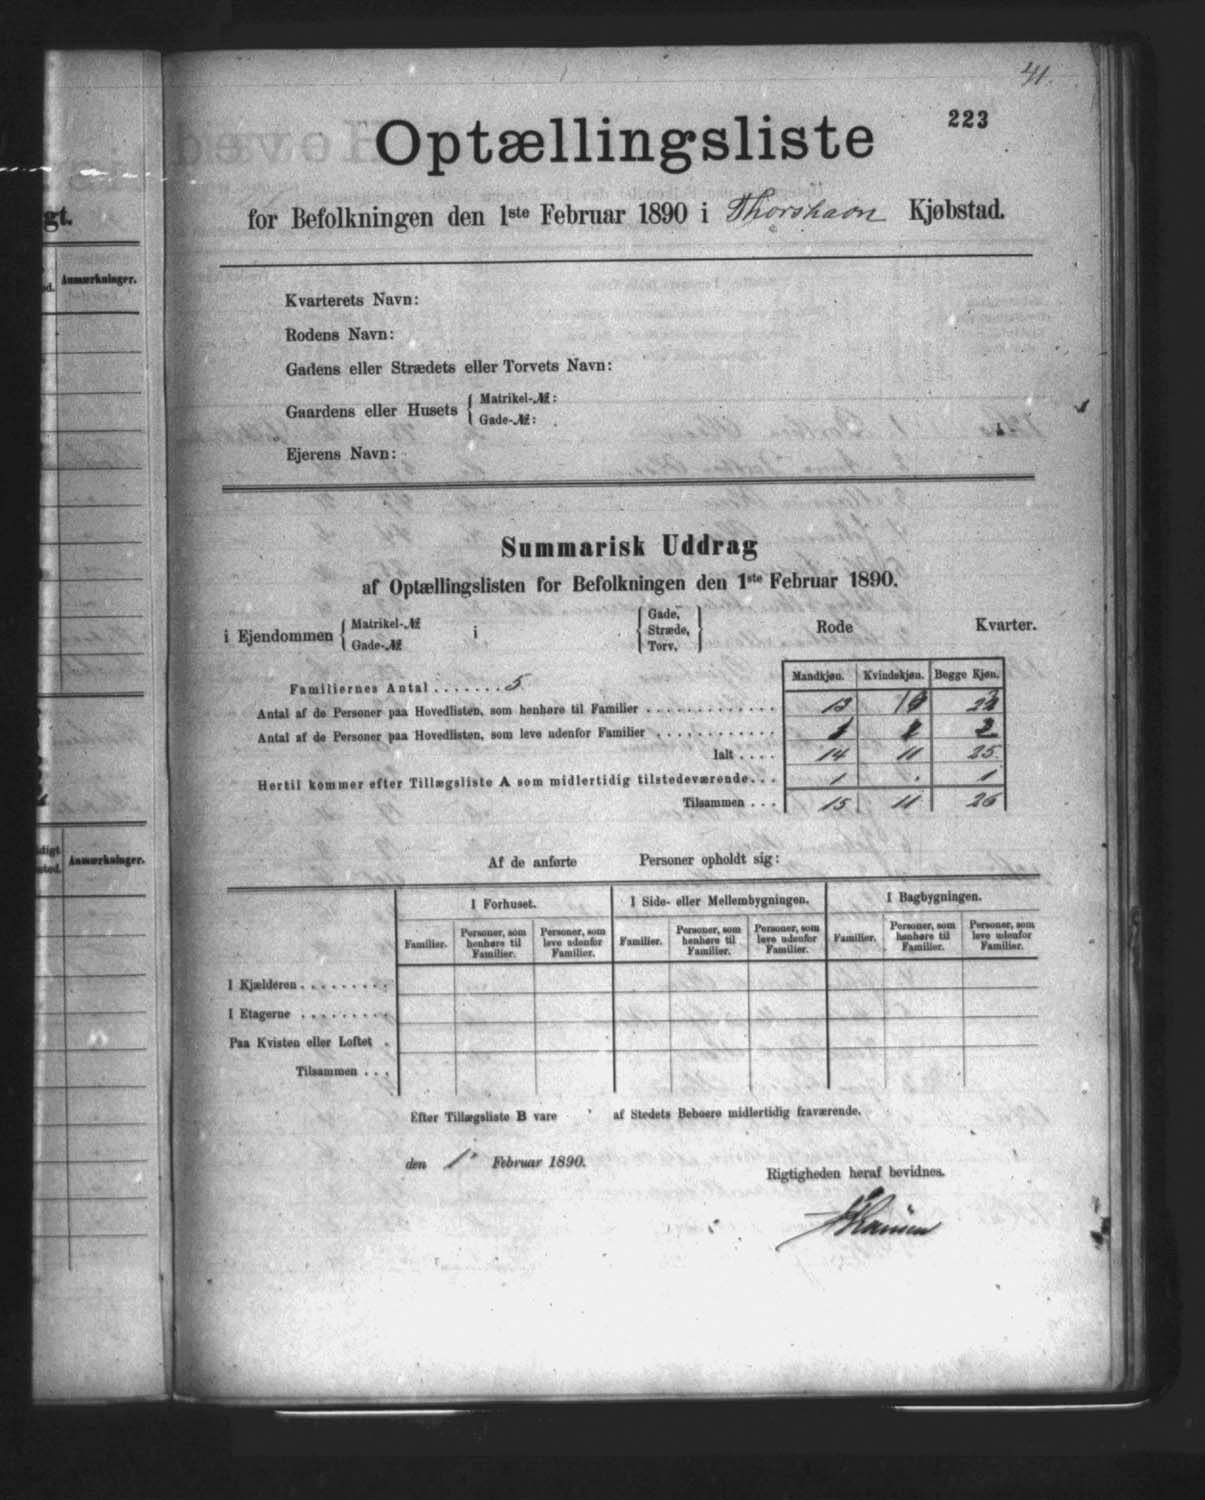 41.
223
Optællingsliste
for Befolkningen den 1ste Februar 1890 i Thorshavn Kjøbstad.
Kvarterets Navn:
Rodens Navn:
Gadens eller Strædets eller Torvets Navn:
Gaardens eller Husets { Matrikel-№:
Gade-№:
Ejerens Navn:
Summarisk Uddrag
af Optællingslisten for Befolkningen den 1ste Februar 1890.
i Ejendommen { Matrikel-№ Gade-№ i { Gade, Stræde, Torv, } Rode Kvarter.
Mandkjøn. Kvindekjøn. Begge Kjøn.
Familiernes Antal ....... 5
Antal af de Personer paa Hovedlisten, som henhøre til Familier ............. 13
Antal af de Personer paa Hovedlisten, som leve udenfor Familier ............ 1 2
Ialt .... 14 11 25.
Hertil kommer efter Tillægsliste A som midlertidig tilstedeværende... 1 1
Tilsammen ... 15 11 26
Af de anførte Personer opholdt sig:
I Forhuset. I Side- eller Mellembygningen. I Bagbygningen.
Familier. Personer, som henhøre til Familier. Personer, som leve udenfor Familier. Familier. Personer, som henhøre til Familier. Personer, som leve udenfor Familier. Familier. Personer, som henhøre til Familier. Personer, som leve udenfor Familier.
I Kjælderen .........
I Etagerne .........
Paa Kvisten eller Loftet .
Tilsammen ...
Efter Tillægsliste B vare af Stedets Beboere midlertidig fraværende.
den 1' Februar 1890.
Rigtigheden heraf bevidnes.
gt.
Anmærkninger.
Anmærkninger.